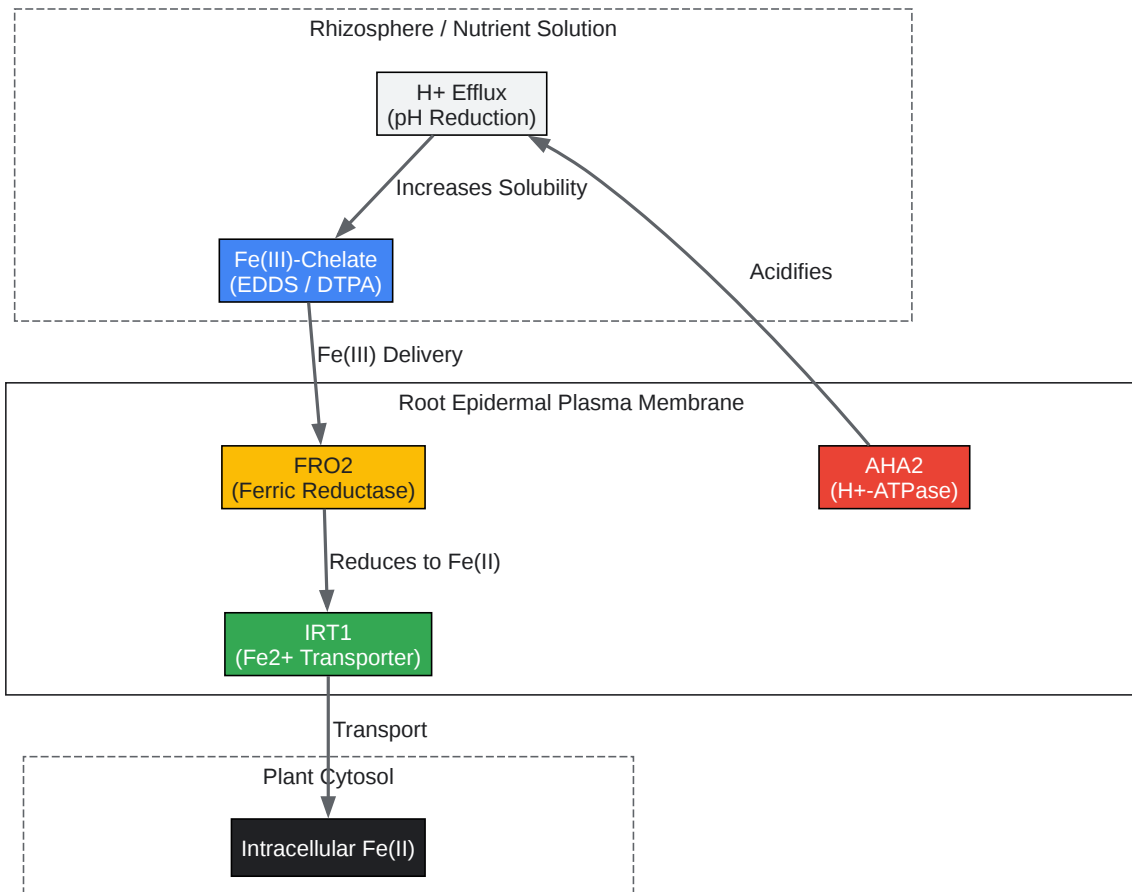 Rhizosphere / Nutrient Solution
H+ Efflux
(pH Reduction)
Increases Solubility
Fe(III)-Chelate
(EDDS / DTPA)
Acidifies
Fe(III) Delivery
Root Epidermal Plasma Membrane
FRO2
(Ferric Reductase)
AHA2
(H+-ATPase)
Reduces to Fe(II)
IRT1
(Fe2+ Transporter)
Transport
Plant Cytosol
Intracellular Fe(II)